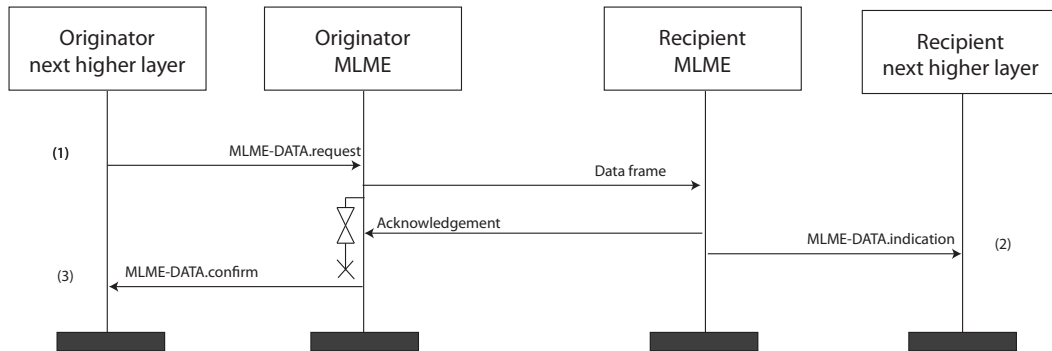 Originator
next higher layer
Originator
MLME
Recipient
MLME
Recipient
next higher layer
(1)
MLME-DATA.request
Data frame
Acknowledgement
MLME-DATA.indication
(2)
(3)
MLME-DATA.confirm